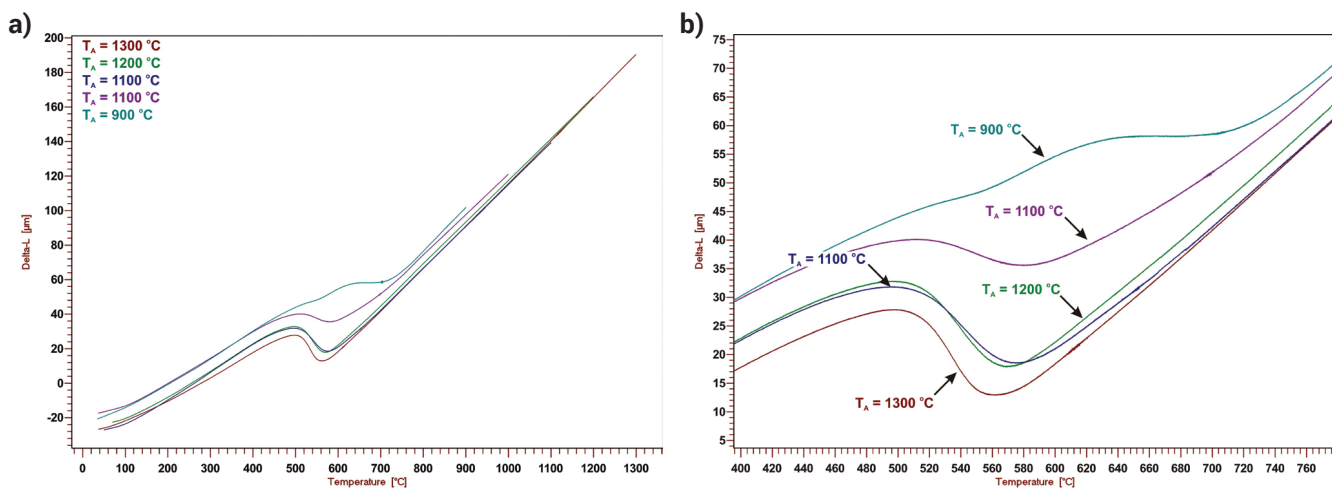 a)
200
180
160
140
120
100
80
60
40
20
0
-20
Delta-L [µm]
T_A = 1300 °C
T_A = 1200 °C
T_A = 1100 °C
T_A = 1100 °C
T_A = 900 °C
0 100 200 300 400 500 600 700 800 900 1000 1100 1200 1300
Temperature [°C]
b)
75
70
65
60
55
50
45
40
35
30
25
20
15
10
5
Delta-L [µm]
T_A = 900 °C
T_A = 1100 °C
T_A = 1100 °C
T_A = 1200 °C
T_A = 1300 °C
400 420 440 460 480 500 520 540 560 580 600 620 640 660 680 700 720 740 760
Temperature [°C]